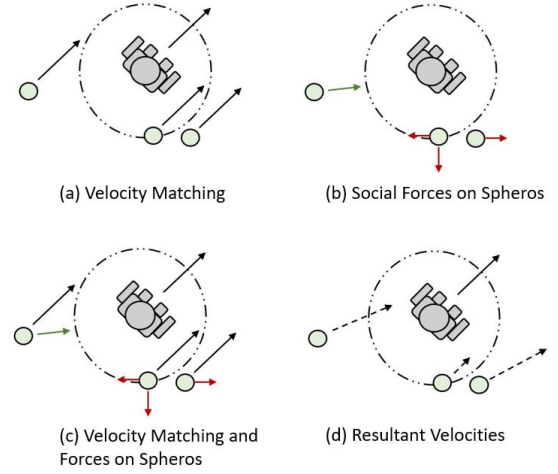 (a) Velocity Matching
(b) Social Forces on Spheros
(c) Velocity Matching and
Forces on Spheros
(d) Resultant Velocities